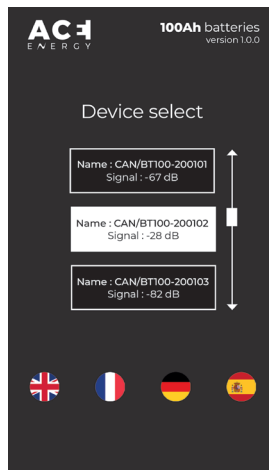 ACE
ENERGY
100Ah batteries
version 1.0.0
Device select
Name : CAN/BT100-200101
Signal : -67 dB
Name : CAN/BT100-200102
Signal : -28 dB
Name : CAN/BT100-200103
Signal : -82 dB